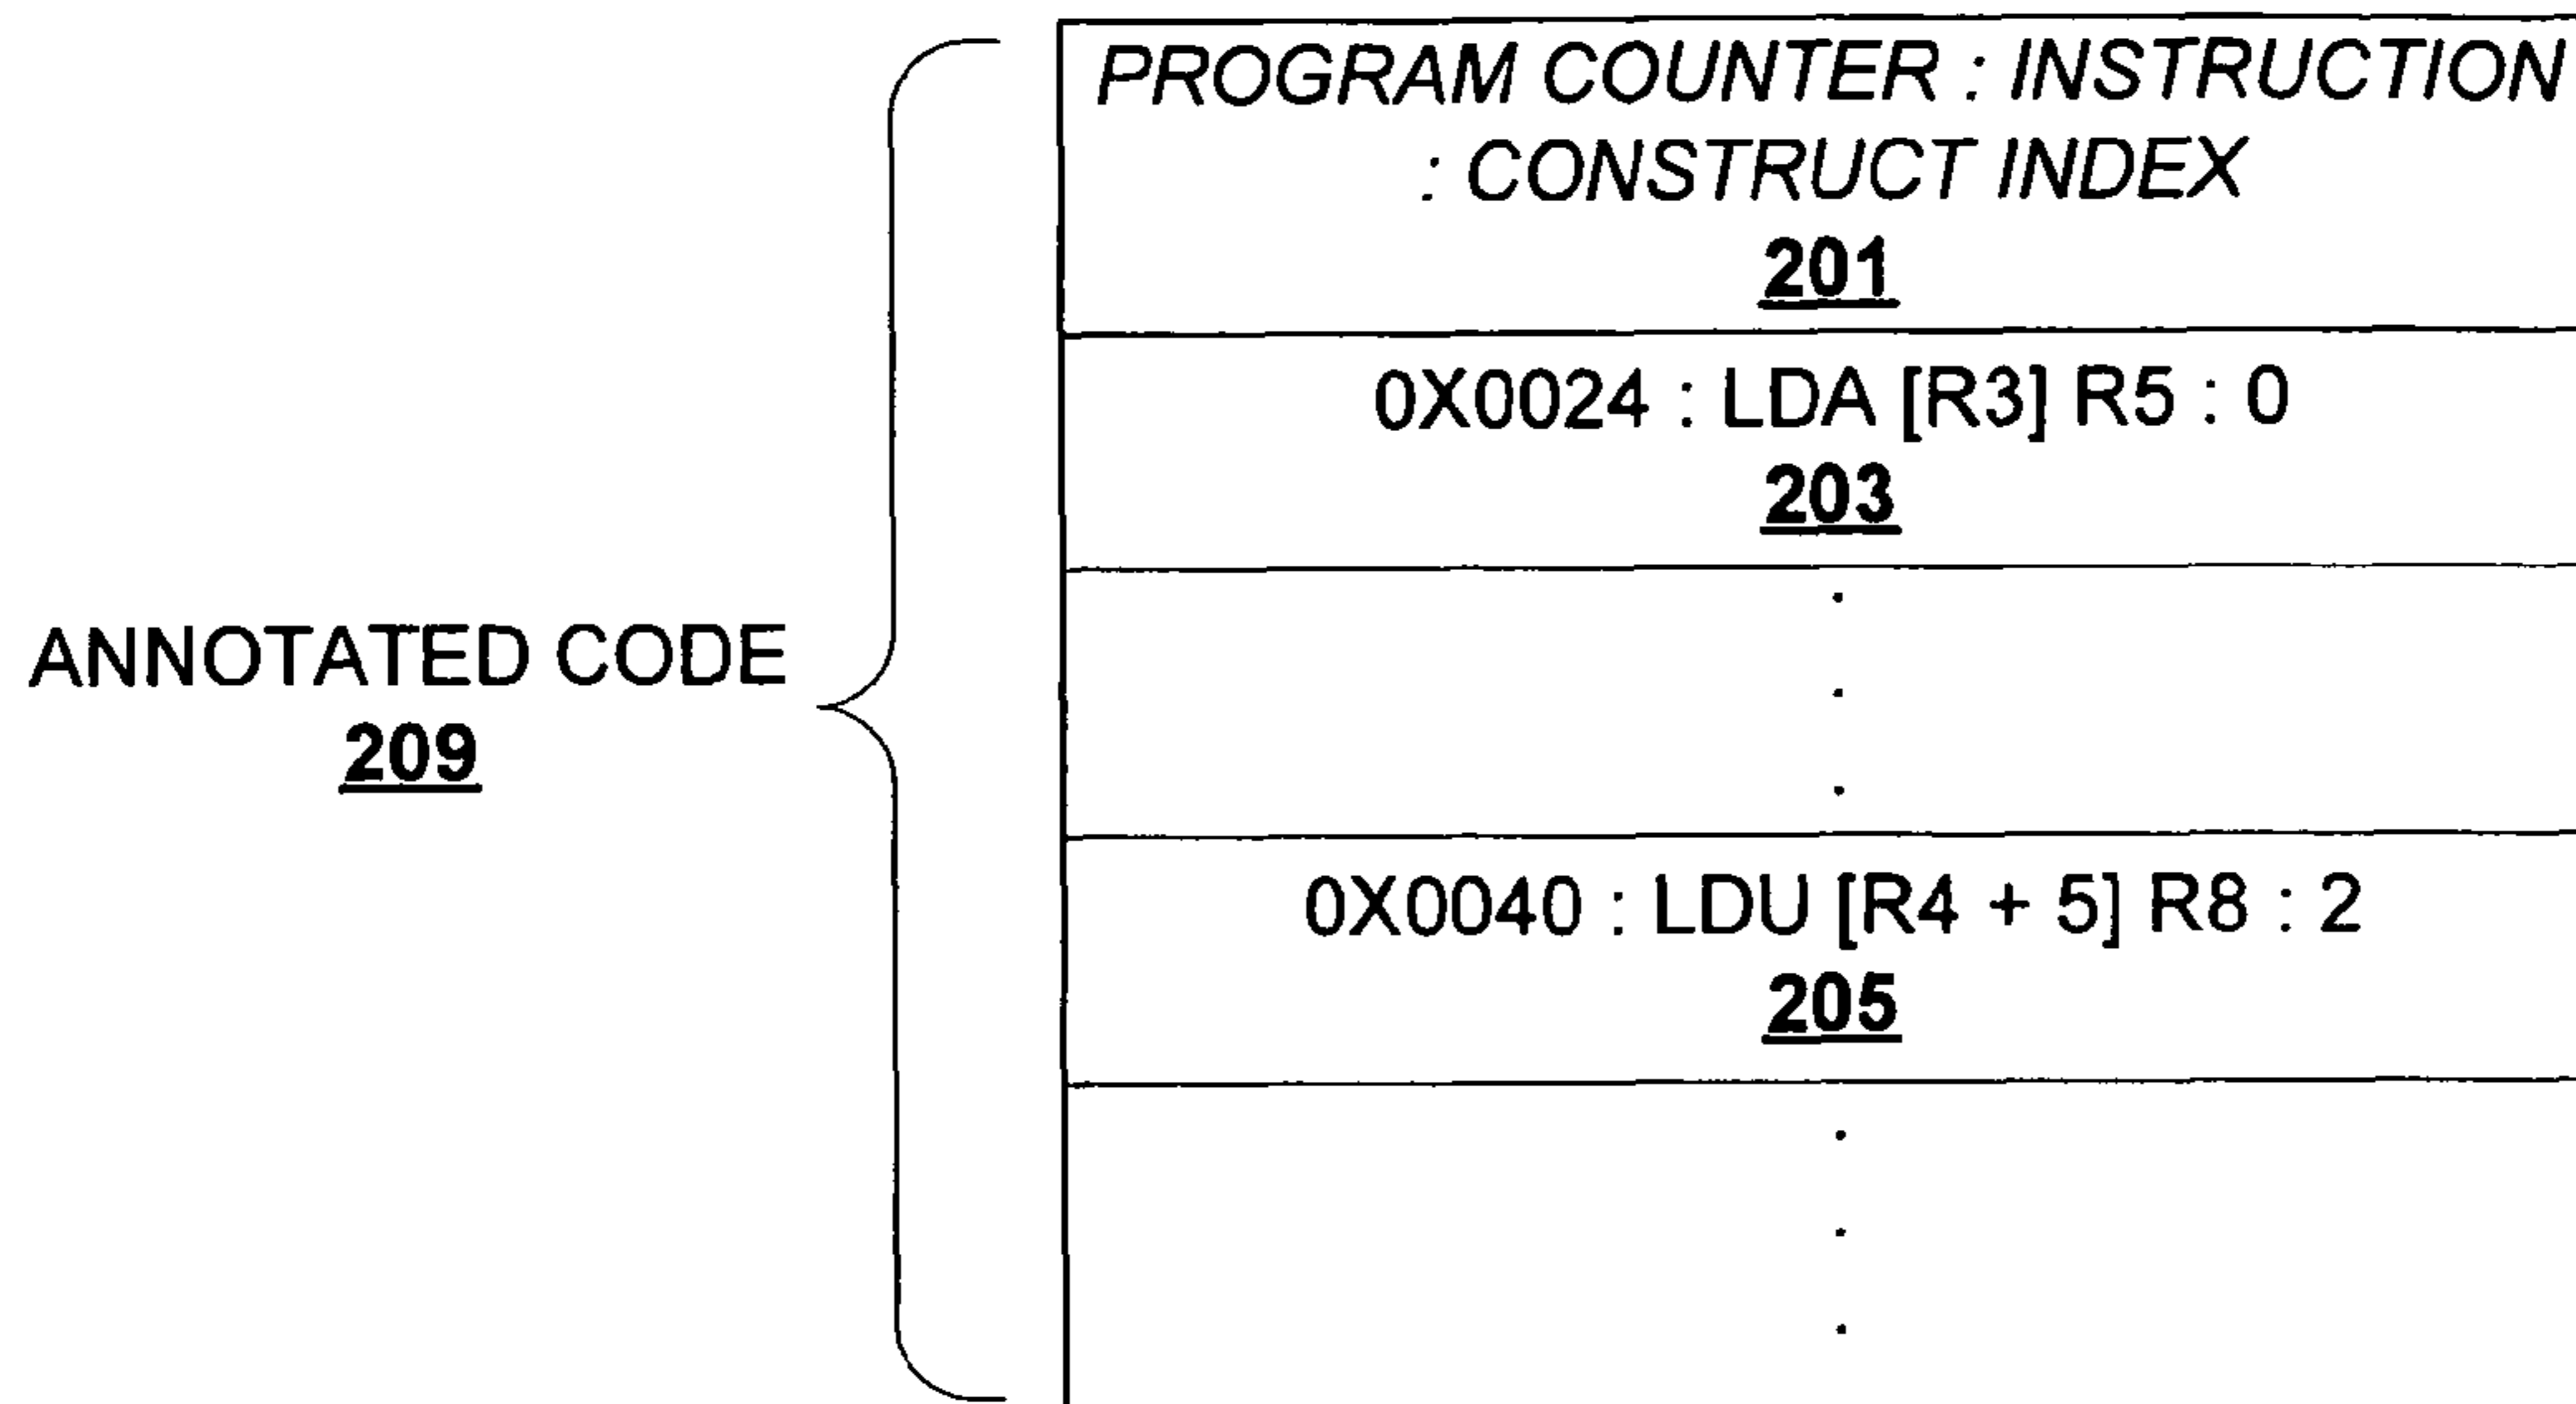 PROGRAM COUNTER : INSTRUCTION
: CONSTRUCT INDEX
201
0X0024 : LDA [R3] R5 : 0
203
.
.
.
ANNOTATED CODE
209
0X0040 : LDU [R4 + 5] R8 : 2
205
.
.
.